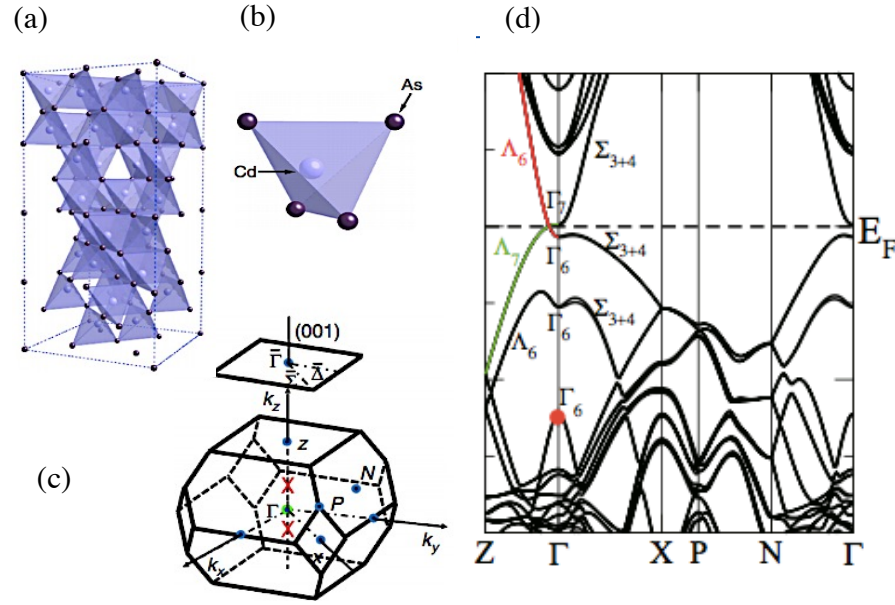 (a)
(b)
As
Cd
(c)
(001)
Γ̄
Δ̄
k_z
z
N
Γ
P
x
k_x
k_y
(d)
Λ₆
Σ₃₊₄
Γ₇
E_F
Λ₇
Γ₆
Σ₃₊₄
Λ₆
Γ₆
Σ₃₊₄
Γ₆
Z Γ X P N Γ